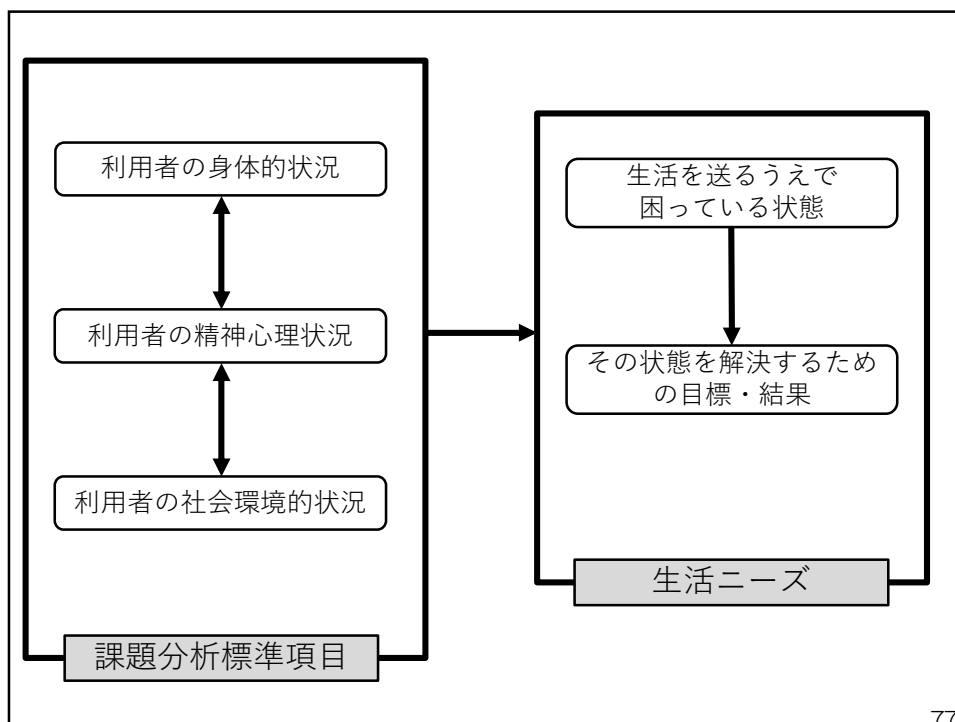 利用者の身体的状況
利用者の精神心理状況
利用者の社会環境的状況
課題分析標準項目
生活を送るうえで
困っている状態
その状態を解決するため
の目標・結果
生活ニーズ
77